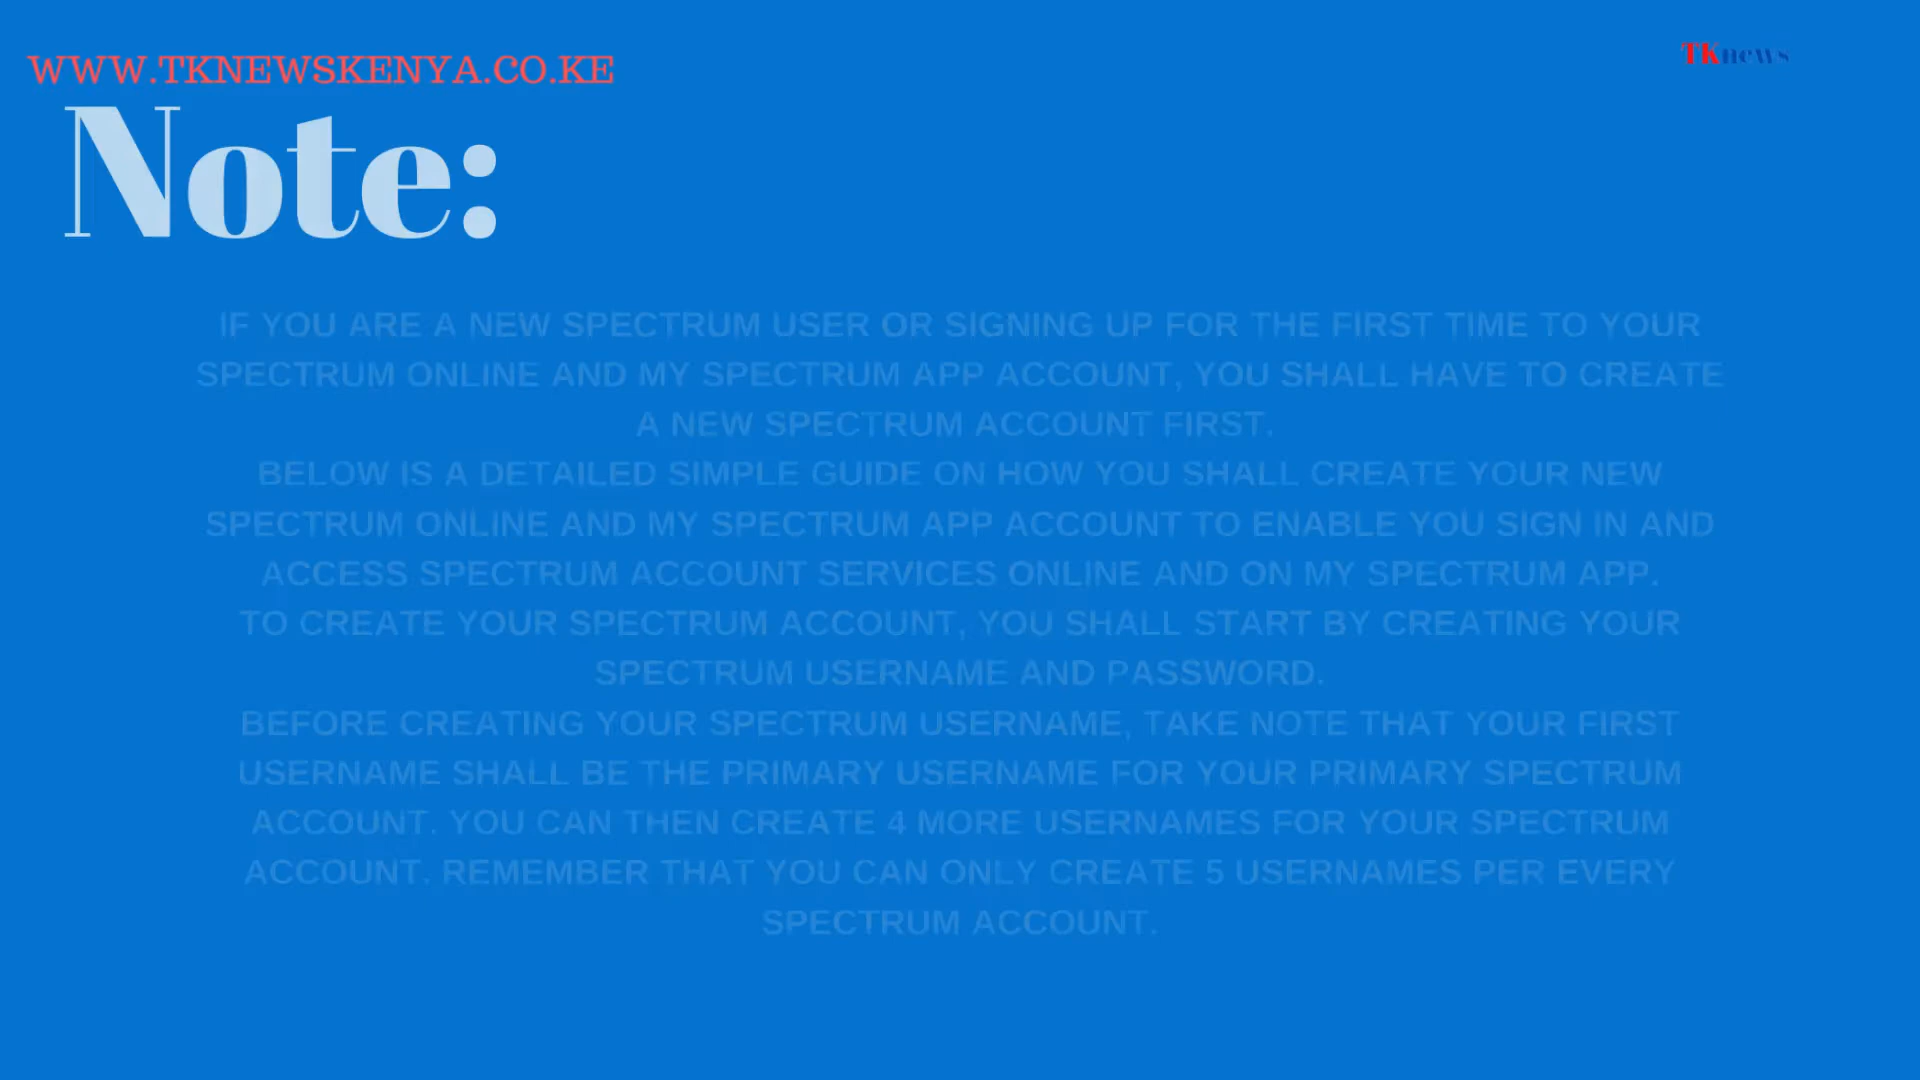 WWW.TKNEWSKENYA.CO.KE
TKnews
Note:
IF YOU ARE A NEW SPECTRUM USER OR SIGNING UP FOR THE FIRST TIME TO YOUR
SPECTRUM ONLINE AND MY SPECTRUM APP ACCOUNT, YOU SHALL HAVE TO CREATE
A NEW SPECTRUM ACCOUNT FIRST.
BELOW IS A DETAILED SIMPLE GUIDE ON HOW YOU SHALL CREATE YOUR NEW
SPECTRUM ONLINE AND MY SPECTRUM APP ACCOUNT TO ENABLE YOU SIGN IN AND
ACCESS SPECTRUM ACCOUNT SERVICES ONLINE AND ON MY SPECTRUM APP.
TO CREATE YOUR SPECTRUM ACCOUNT, YOU SHALL START BY CREATING YOUR
SPECTRUM USERNAME AND PASSWORD.
BEFORE CREATING YOUR SPECTRUM USERNAME, TAKE NOTE THAT YOUR FIRST
USERNAME SHALL BE THE PRIMARY USERNAME FOR YOUR PRIMARY SPECTRUM
ACCOUNT. YOU CAN THEN CREATE 4 MORE USERNAMES FOR YOUR SPECTRUM
ACCOUNT. REMEMBER THAT YOU CAN ONLY CREATE 5 USERNAMES PER EVERY
SPECTRUM ACCOUNT.